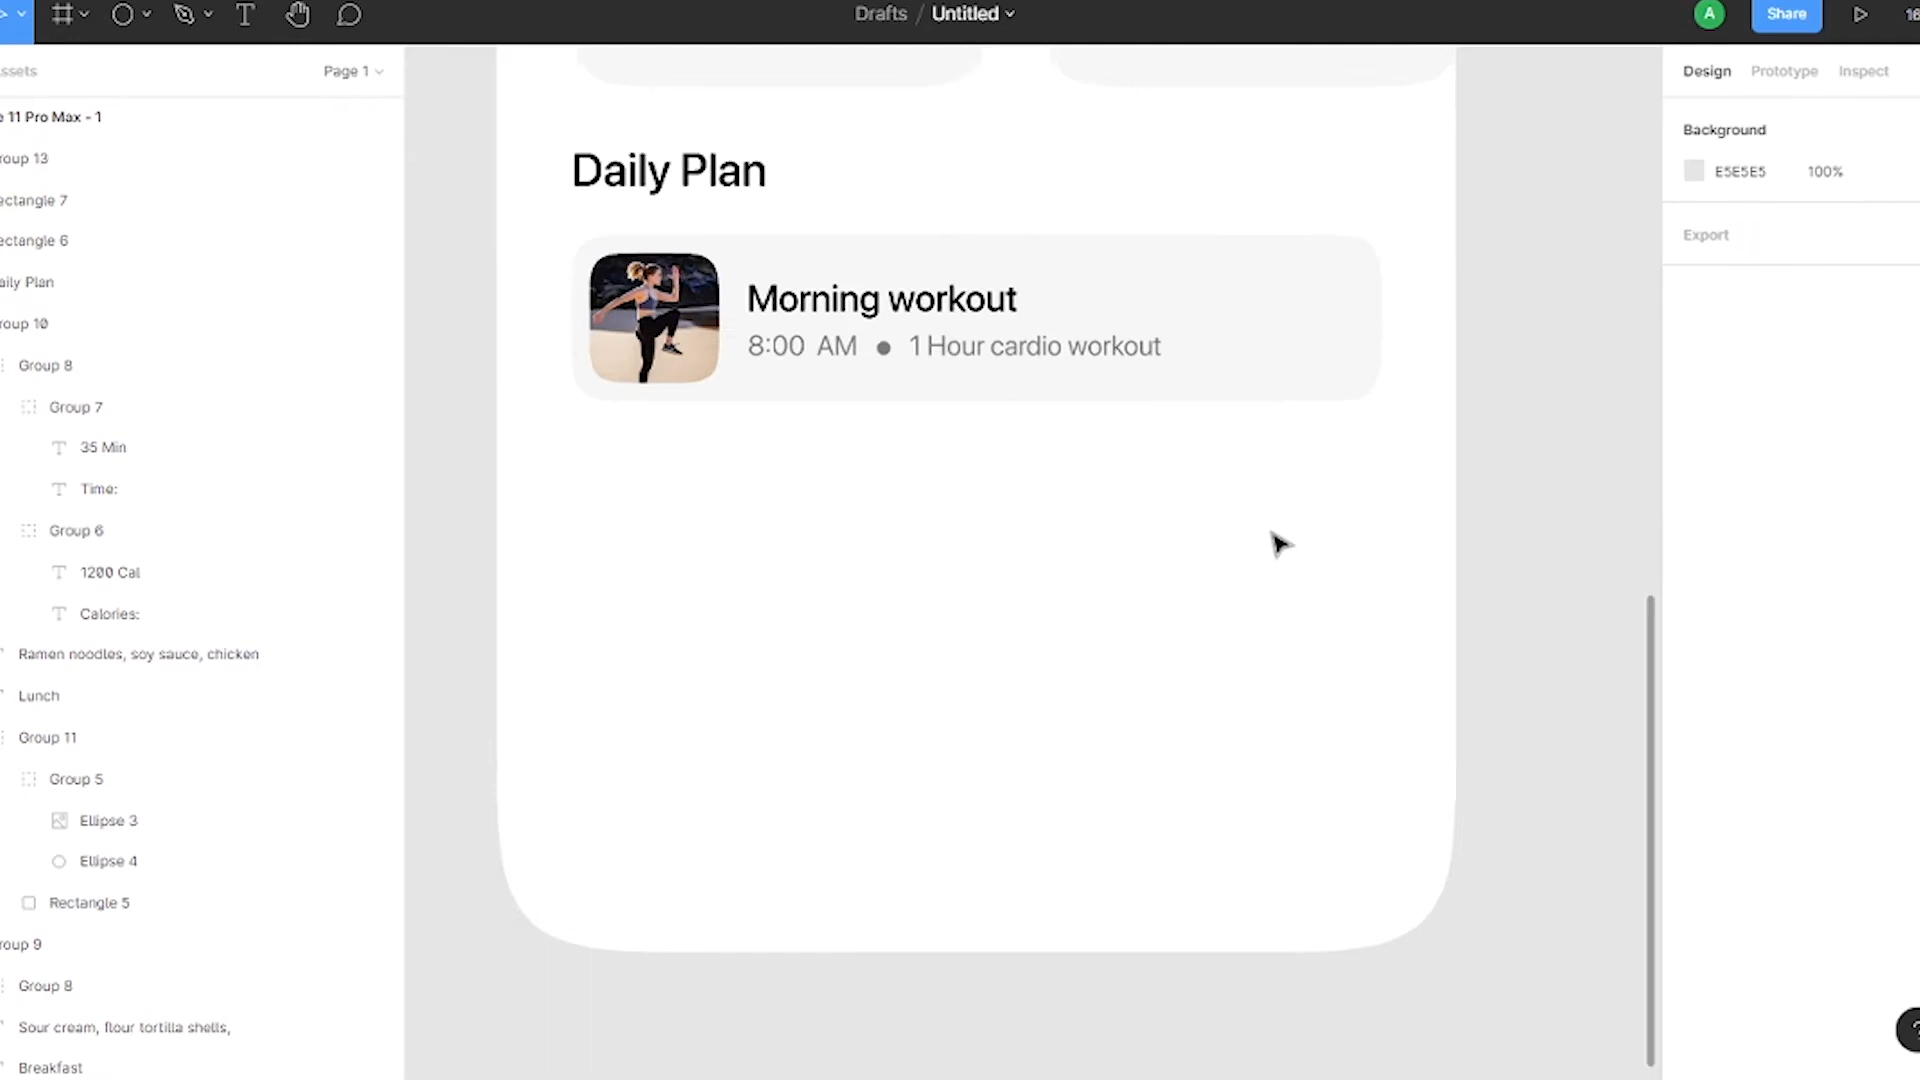 Drafts / Untitled
A
Share
16
ssets
Page 1
e 11 Pro Max - 1
roup 13
ectangle 7
ectangle 6
aily Plan
roup 10
Group 8
Group 7
35 Min
Time:
Group 6
1200 Cal
Calories:
Ramen noodles, soy sauce, chicken
Lunch
Group 11
Group 5
Ellipse 3
Ellipse 4
Rectangle 5
roup 9
Group 8
Sour cream, flour tortilla shells,
Breakfast
Daily Plan
Morning workout
8:00 AM ● 1 Hour cardio workout
Design Prototype Inspect
Background
E5E5E5 100%
Export
?